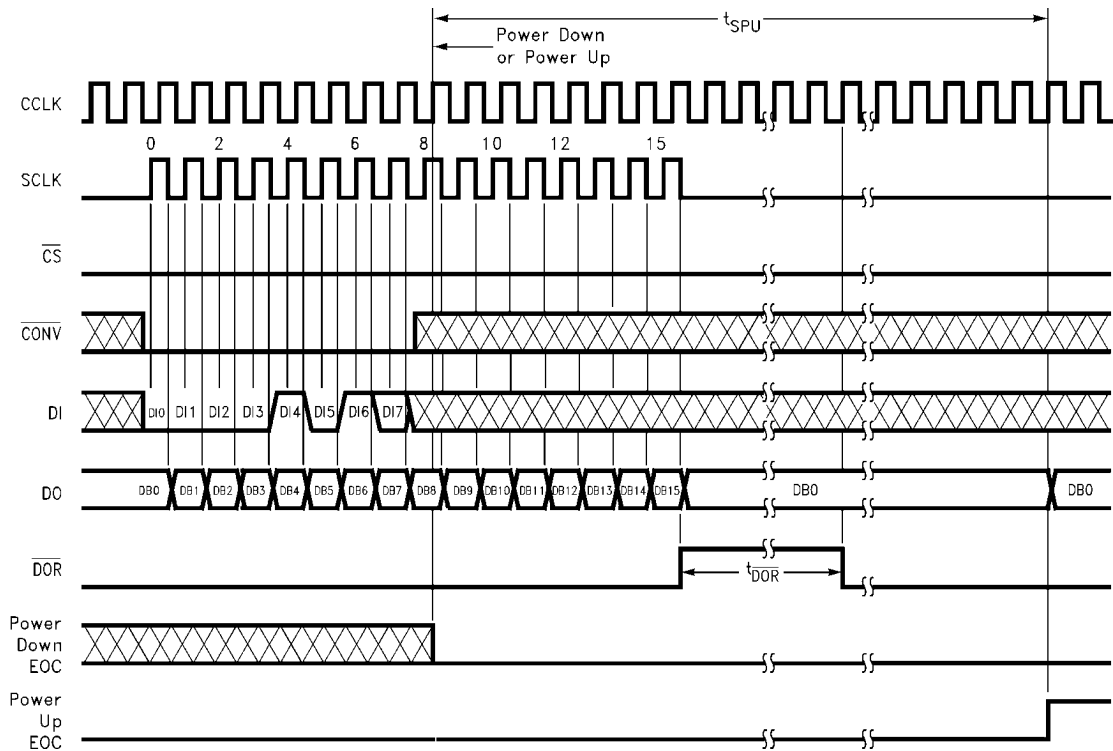 tSPU
Power Down
or Power Up
CCLK
0 2 4 6 8 10 12 15
SCLK
CS
CONV
DI DI0 DI1 DI2 DI3 DI4 DI5 DI6 DI7
DO DB0 DB1 DB2 DB3 DB4 DB5 DB6 DB7 DB8 DB9 DB10 DB11 DB12 DB13 DB14 DB15 DB0 DB0
DOR tDOR
Power
Down
EOC
Power
Up
EOC